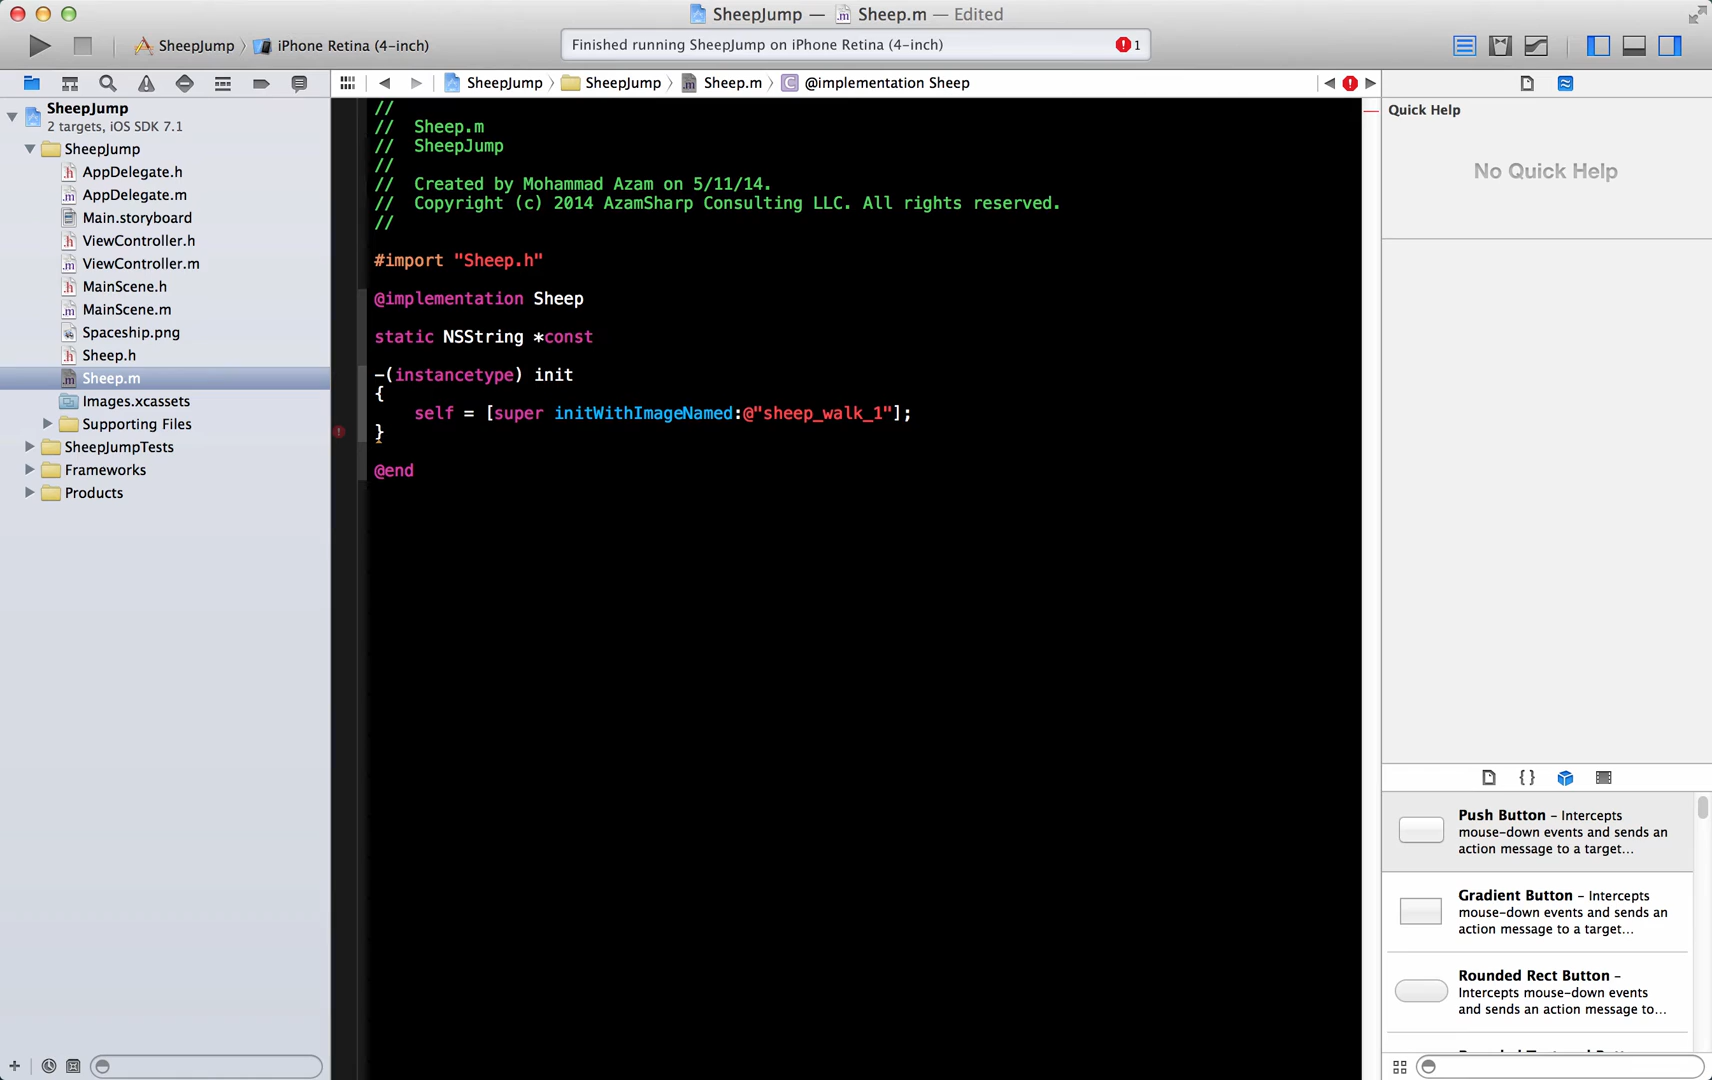 SheepJump — Sheep.m — Edited
SheepJump iPhone Retina (4-inch)
Finished running SheepJump on iPhone Retina (4-inch) 1
SheepJump SheepJump Sheep.m @implementation Sheep
SheepJump
2 targets, iOS SDK 7.1
SheepJump
AppDelegate.h
AppDelegate.m
Main.storyboard
ViewController.h
ViewController.m
MainScene.h
MainScene.m
Spaceship.png
Sheep.h
Sheep.m
Images.xcassets
Supporting Files
SheepJumpTests
Frameworks
Products
//
// Sheep.m
// SheepJump
//
// Created by Mohammad Azam on 5/11/14.
// Copyright (c) 2014 AzamSharp Consulting LLC. All rights reserved.
//
#import "Sheep.h"
@implementation Sheep
static NSString *const
-(instancetype) init
{
self = [super initWithImageNamed:@"sheep_walk_1"];
}
@end
Quick Help
No Quick Help
Push Button – Intercepts
mouse-down events and sends an
action message to a target...
Gradient Button – Intercepts
mouse-down events and sends an
action message to a target...
Rounded Rect Button –
Intercepts mouse-down events
and sends an action message to...